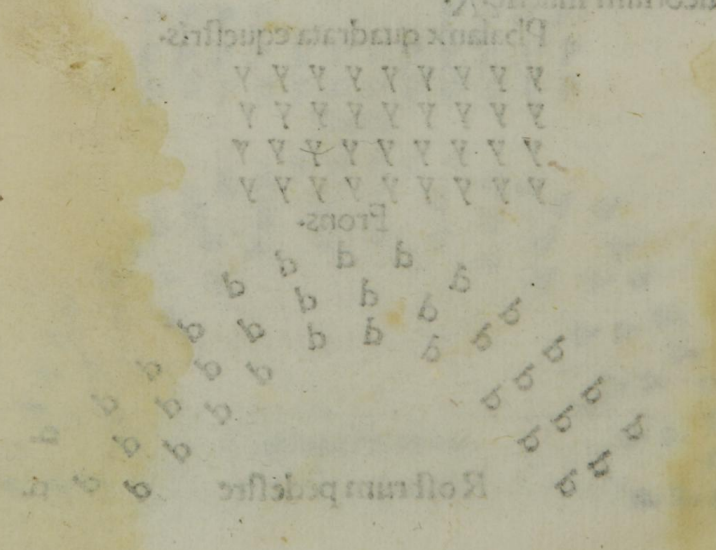 Phalanx quadrata equeſtris.
y y y y y y y y y
y y y y y y y y y
y y y y y y y y y
y y y y y y y y y
Frons.
p p p p p p p p p p p p p p
p p p p p p p p p p p p
p p p p p p p p p p
Roſtrum pedeſtre